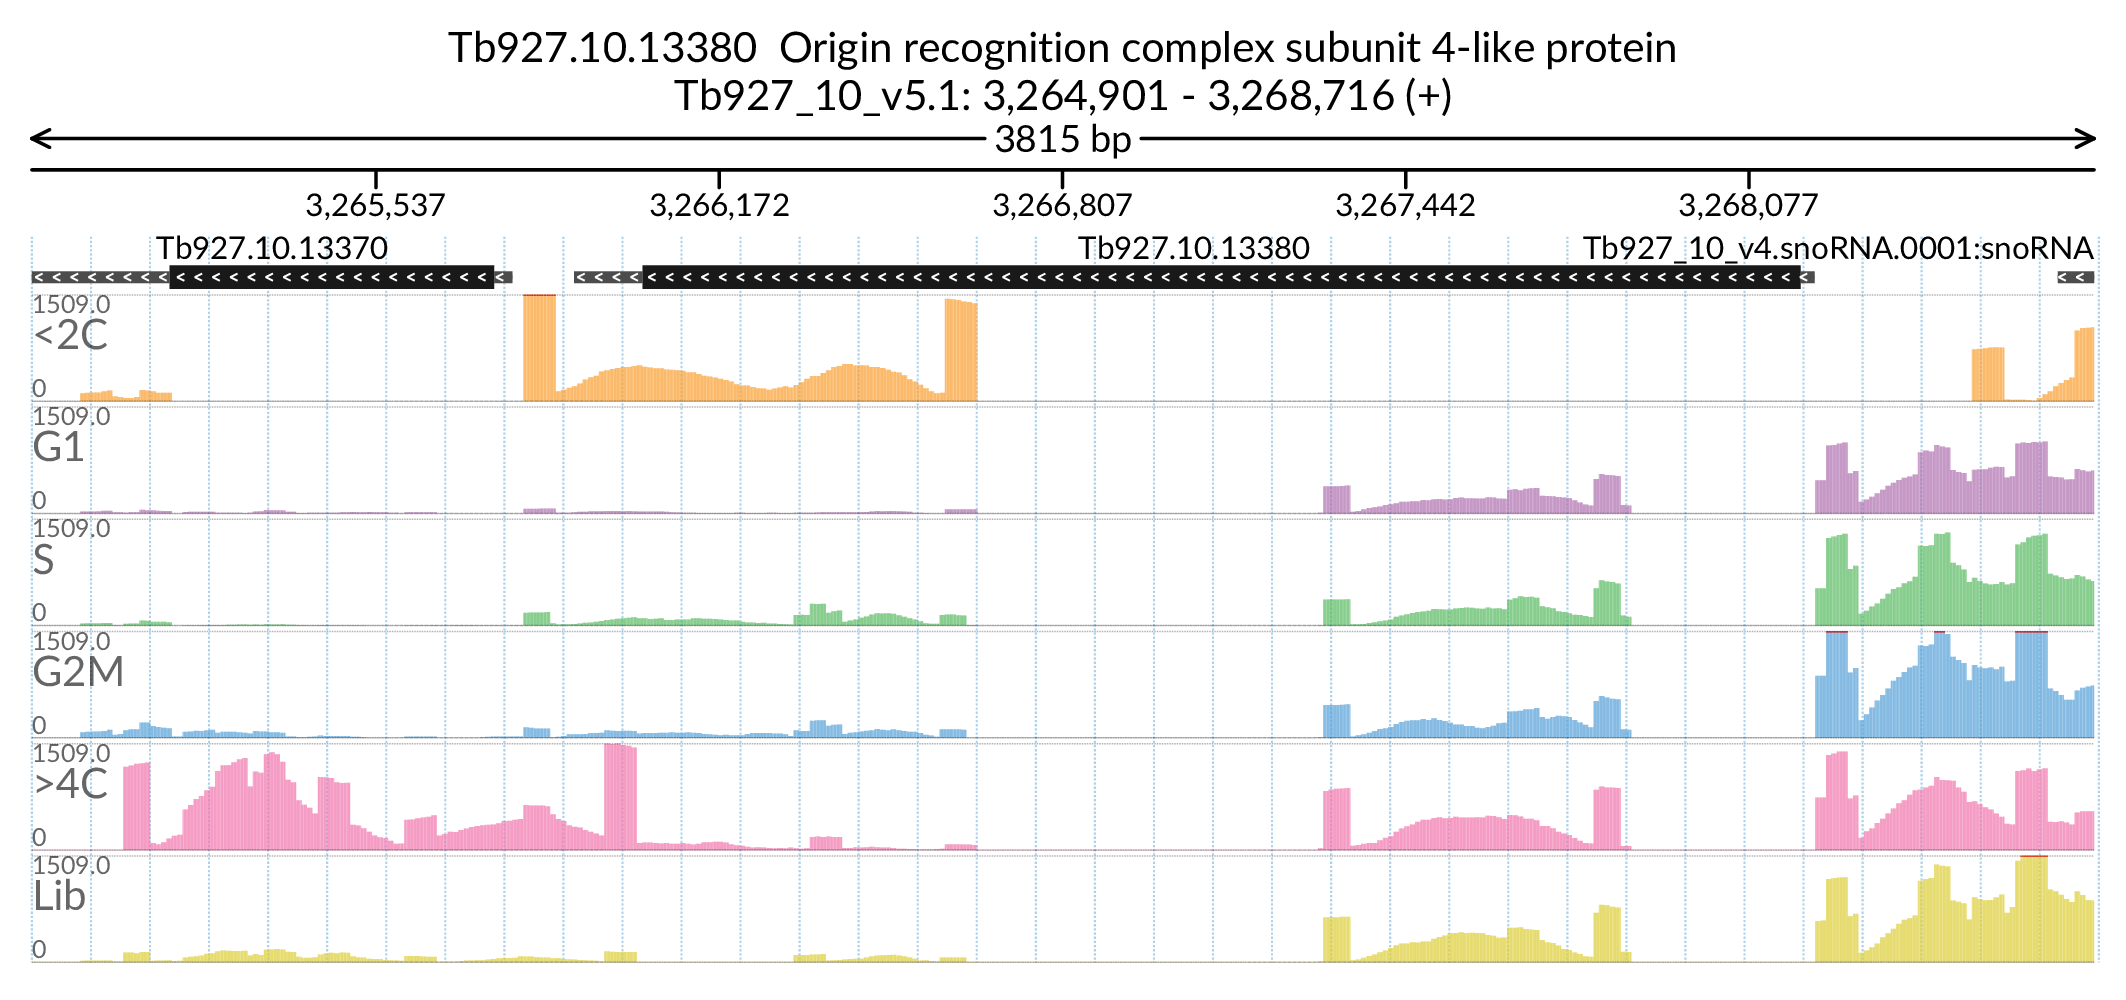 Tb927.10.13380  Origin recognition complex subunit 4-like protein
Tb927_10_v5.1: 3,264,901 - 3,268,716 (+)
3815 bp
3,265,537 3,266,172 3,266,807 3,267,442 3,268,077
Tb927.10.13370 Tb927.10.13380 Tb927_10_v4.snoRNA.0001:snoRNA
1509.0
<2C
0
1509.0
G1
0
1509.0
S
0
1509.0
G2M
0
1509.0
>4C
0
1509.0
Lib
0